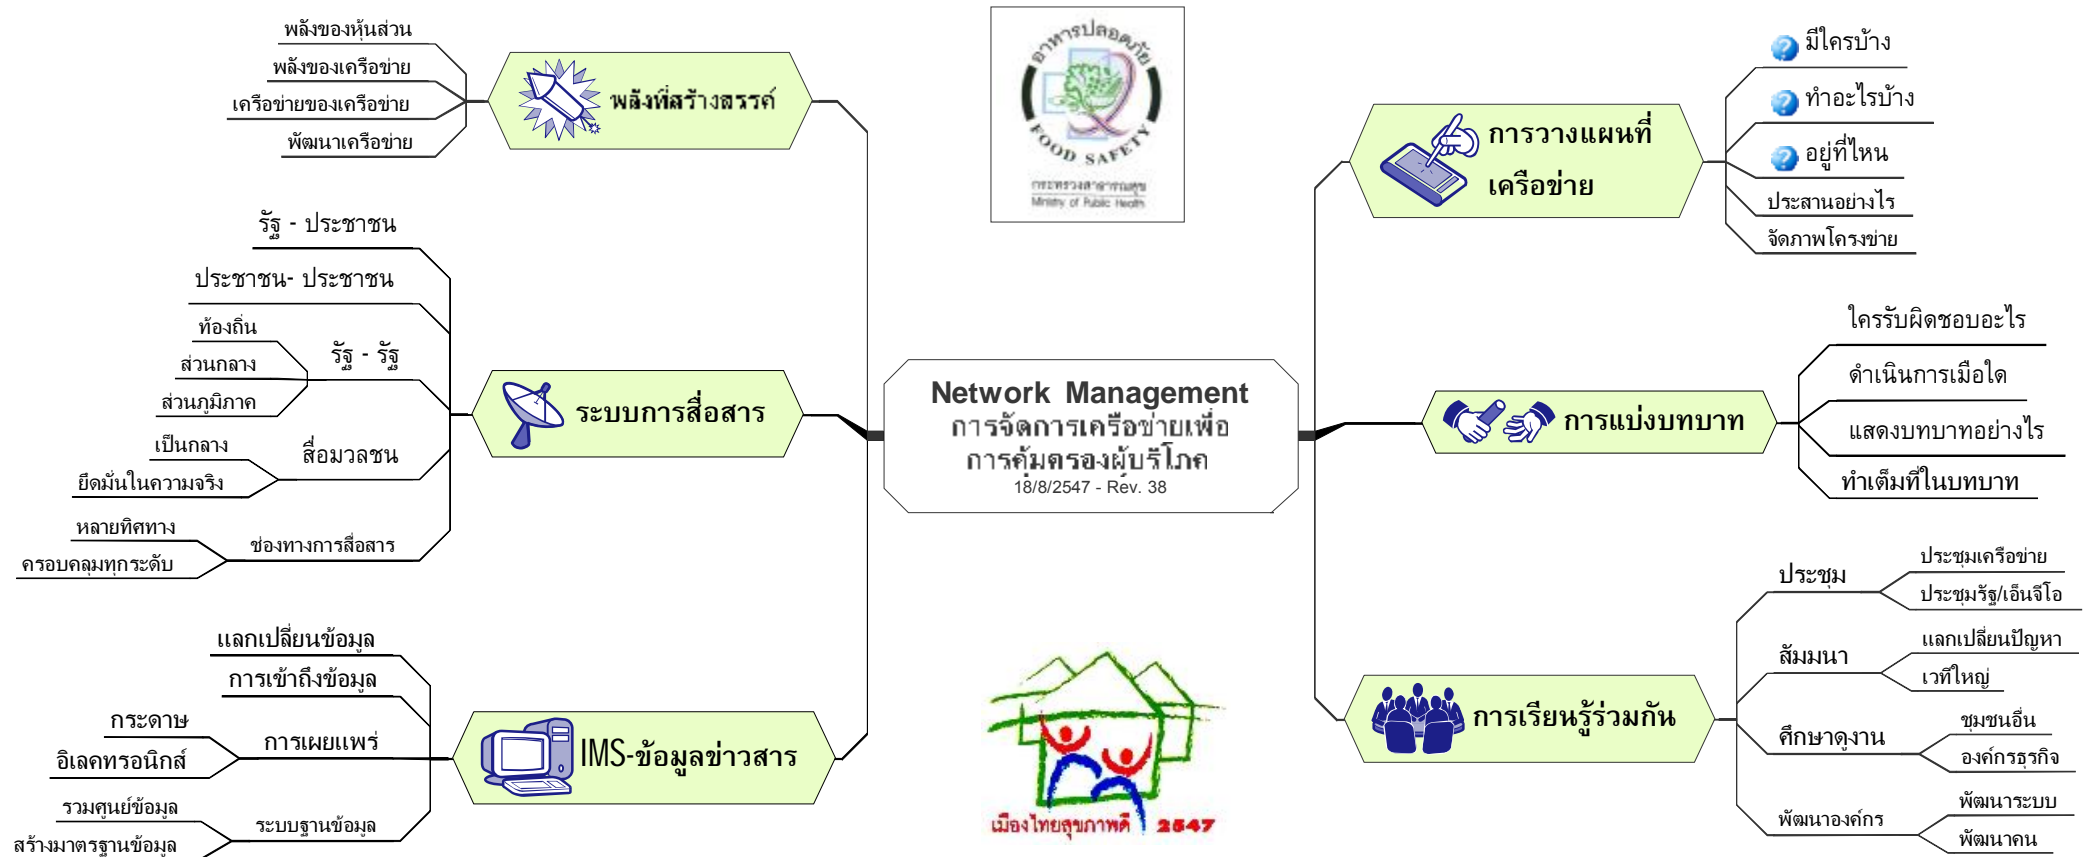 พลังของหุ้นส่วน
พลังของเครือข่าย
เครือข่ายของเครือข่าย
พัฒนาเครือข่าย
พลังที่สร้างสรรค์
รัฐ - ประชาชน
ประชาชน- ประชาชน
ท้องถิ่น
ส่วนกลาง
ส่วนภูมิภาค
รัฐ - รัฐ
เป็นกลาง
ยึดมั่นในความจริง
สื่อมวลชน
หลายทิศทาง
ครอบคลุมทุกระดับ
ช่องทางการสื่อสาร
ระบบการสื่อสาร
แลกเปลี่ยนข้อมูล
การเข้าถึงข้อมูล
กระดาษ
อิเลคทรอนิกส์
การเผยแพร่
รวมศูนย์ข้อมูล
สร้างมาตรฐานข้อมูล
ระบบฐานข้อมูล
IMS-ข้อมูลข่าวสาร
อาหารปลอดภัย
FOOD SAFETY
กระทรวงสาธารณสุข
Ministry of Public Health
Network Management
การจัดการเครือข่ายเพื่อ
การคุ้มครองผู้บริโภค
18/8/2547 - Rev. 38
เมืองไทยสุขภาพดี 2547
การวางแผนที่
เครือข่าย
มีใครบ้าง
ทำอะไรบ้าง
อยู่ที่ไหน
ประสานอย่างไร
จัดภาพโครงข่าย
การแบ่งบทบาท
ใครรับผิดชอบอะไร
ดำเนินการเมื่อใด
แสดงบทบาทอย่างไร
ทำเต็มที่ในบทบาท
การเรียนรู้ร่วมกัน
ประชุม
ประชุมเครือข่าย
ประชุมรัฐ/เอ็นจีโอ
สัมมนา
แลกเปลี่ยนปัญหา
เวทีใหญ่
ศึกษาดูงาน
ชุมชนอื่น
องค์กรธุรกิจ
พัฒนาองค์กร
พัฒนาระบบ
พัฒนาคน